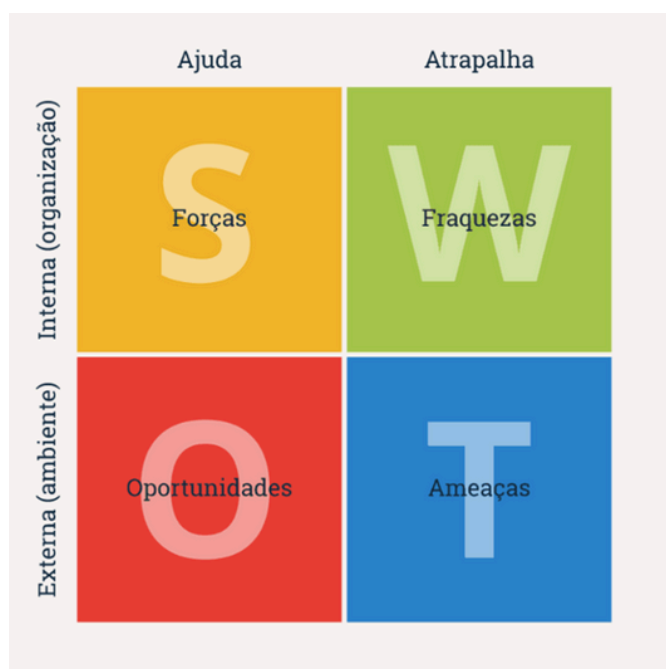 Ajuda
Atrapalha
Interna (organização)
S
Forças
W
Fraquezas
Externa (ambiente)
O
Oportunidades
T
Ameaças